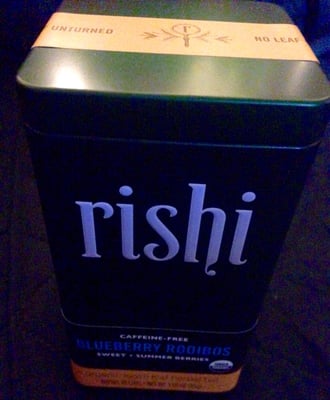 UNTURNED
NO LEAF
rishi
CAFFEINE-FREE
BLUEBERRY ROOIBOS
SWEET + SUMMER BERRIES